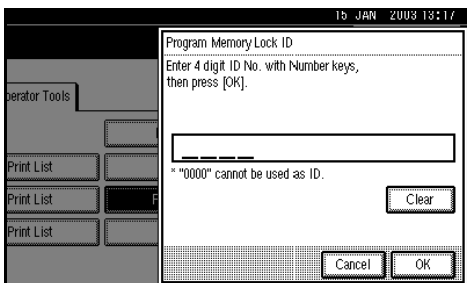 15 JAN 2003 13:17
Program Memory Lock ID
Enter 4 digit ID No. with Number keys,
then press [OK].
perator Tools
Print List
* "0000" cannot be used as ID.
Print List
F
Clear
Print List
Cancel
OK